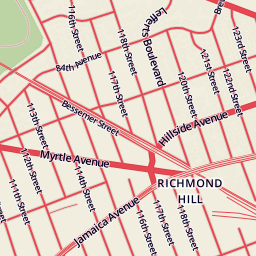 116th Street
Lefferts Boulevard
118th Street
84th Avenue
123rd Street
121st Street
122nd Street
120th Street
117th Street
Bessemer Street
113th Street
Hillside Avenue
Myrtle Avenue
112th Street
111th Street
114th Street
RICHMOND
HILL
Jamaica Avenue
116th Street
117th Street
118th Street